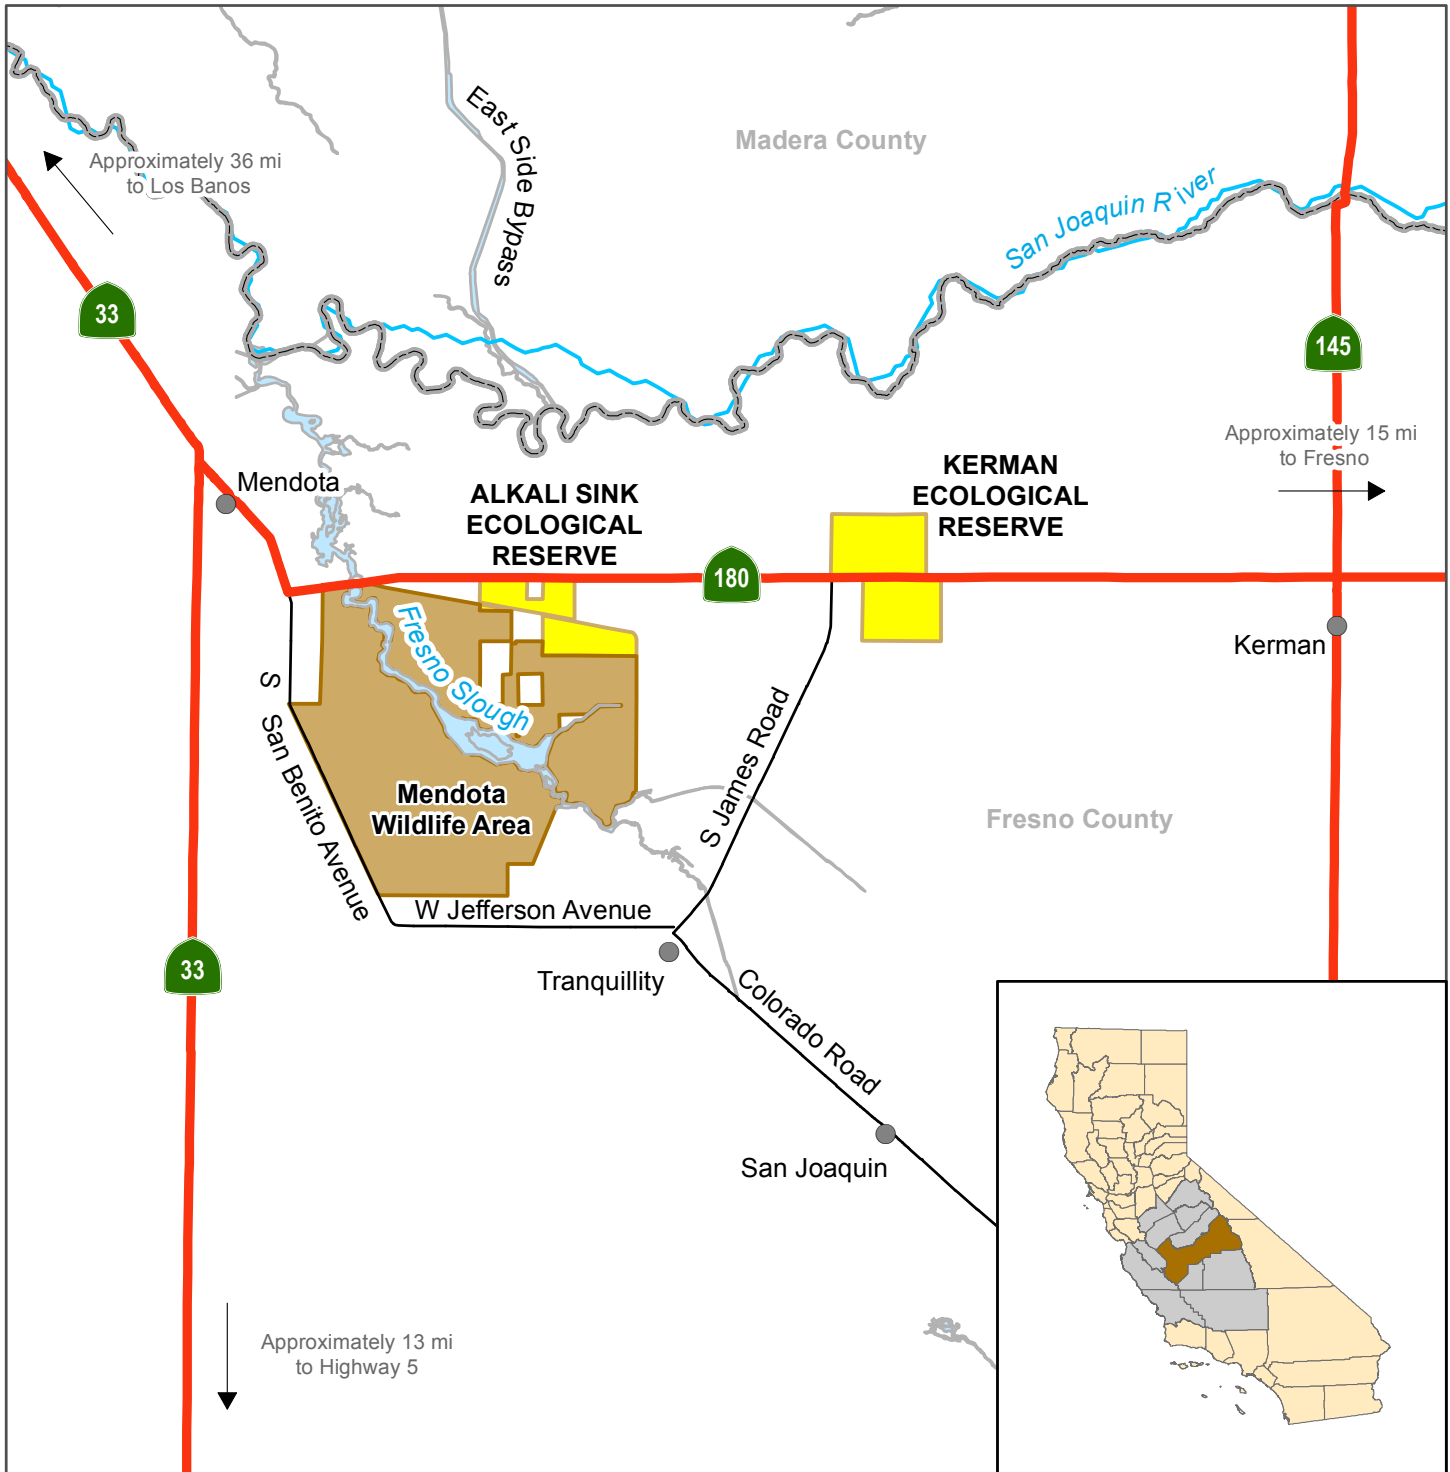 East Side Bypass
Madera County
Approximately 36 mi
to Los Banos
San Joaquin River
33
145
Approximately 15 mi
to Fresno
KERMAN
ECOLOGICAL
RESERVE
Mendota
ALKALI SINK
ECOLOGICAL
RESERVE
180
Fresno Slough
Kerman
S San Benito Avenue
S James Road
Mendota
Wildlife Area
Fresno County
W Jefferson Avenue
33
Tranquillity
Colorado Road
San Joaquin
Approximately 13 mi
to Highway 5